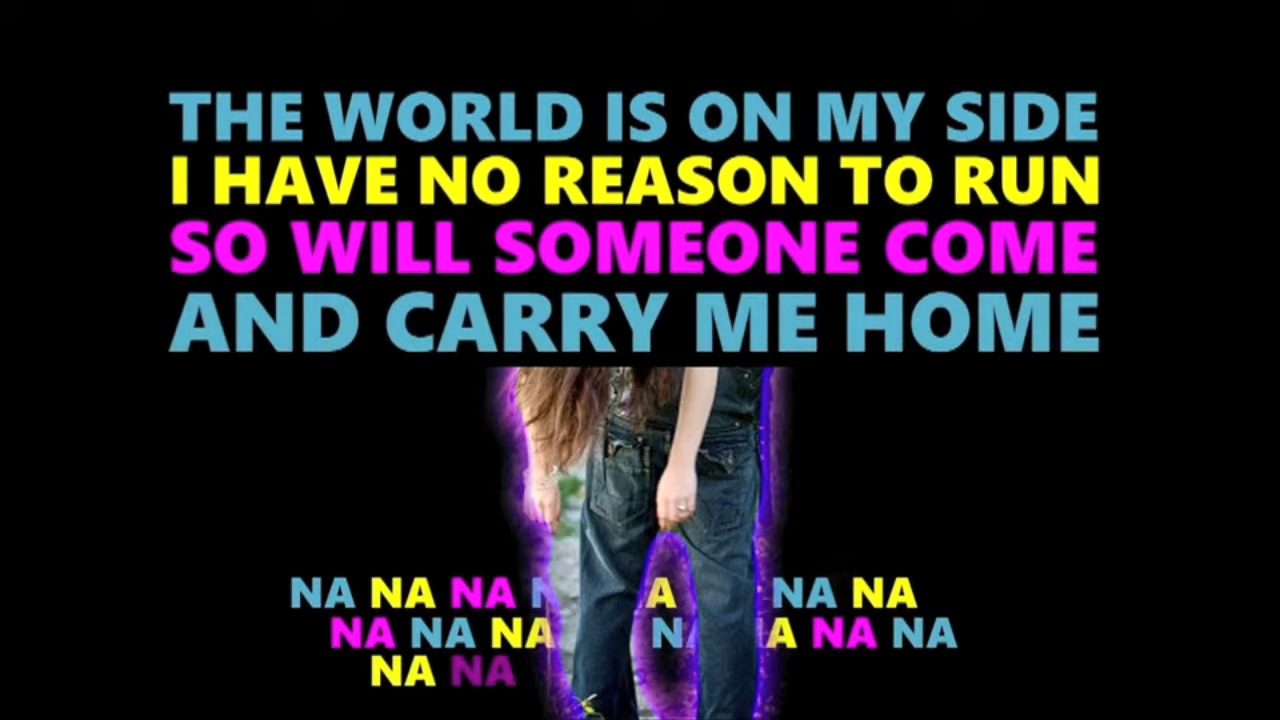 THE WORLD IS ON MY SIDE
I HAVE NO REASON TO RUN
SO WILL SOMEONE COME
AND CARRY ME HOME
NA NA NA N A NA NA
NA NA NA NA A NA NA
NA NA